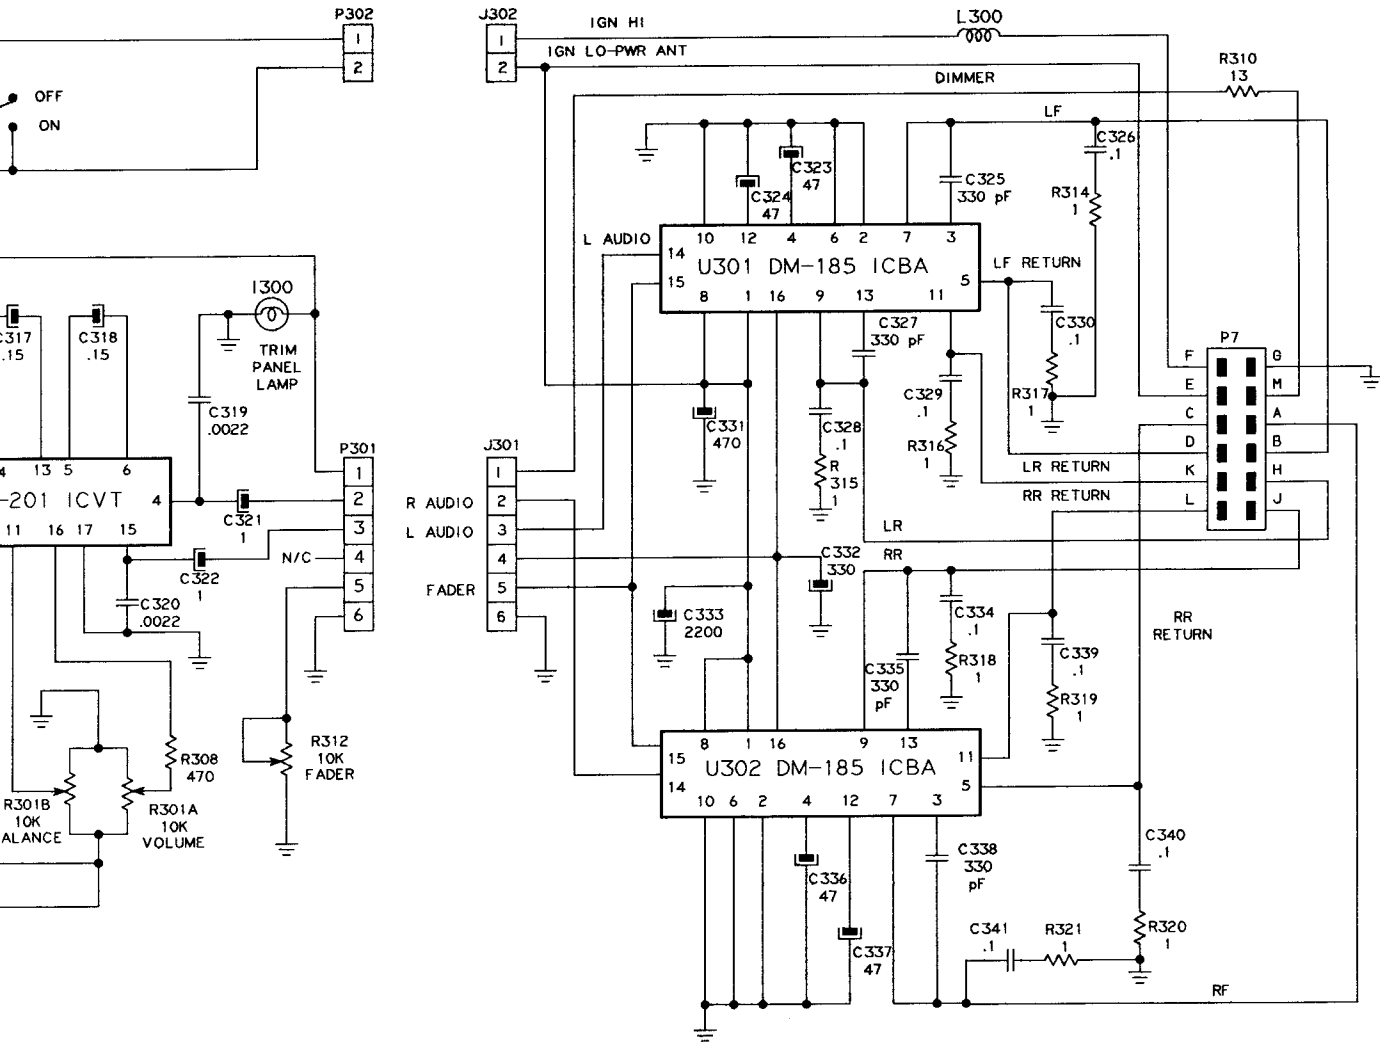 P302
1
2
OFF
ON
J302
1
2
IGN HI
IGN LO-PWR ANT
L300
DIMMER
R310
13
LF
C326
.1
C323
47
C324
47
C325
330 pF
R314
1
L AUDIO
10 12 4 6 2 7 3
14
15
U301 DM-185 ICBA
5
8 1 16 9 13 11
LF RETURN
C330
.1
R317
1
C327
330 pF
C329
.1
R316
1
C331
470
C328
.1
R
315
1
LR RETURN
RR RETURN
LR
RR
P7
F G
E M
C A
D B
K H
L J
I300
TRIM
PANEL
LAMP
C317
.15
C318
.15
C319
.0022
4 13 5 6
-201 ICVT
4
11 16 17 15
C321
1
C322
1
C320
.0022
P301
1
2
3
4
5
6
N/C
J301
1
2
3
4
5
6
R AUDIO
L AUDIO
FADER
C332
330
C333
2200
C334
.1
R318
1
C335
330
pF
C339
.1
R319
1
RR
RETURN
R312
10K
FADER
R308
470
R301B
10K
ALANCE
R301A
10K
VOLUME
8 1 16 9 13
15
14
U302 DM-185 ICBA
11
5
10 6 2 4 12 7 3
C336
47
C337
47
C338
330
pF
C340
.1
R320
1
C341
.1
R321
1
RF